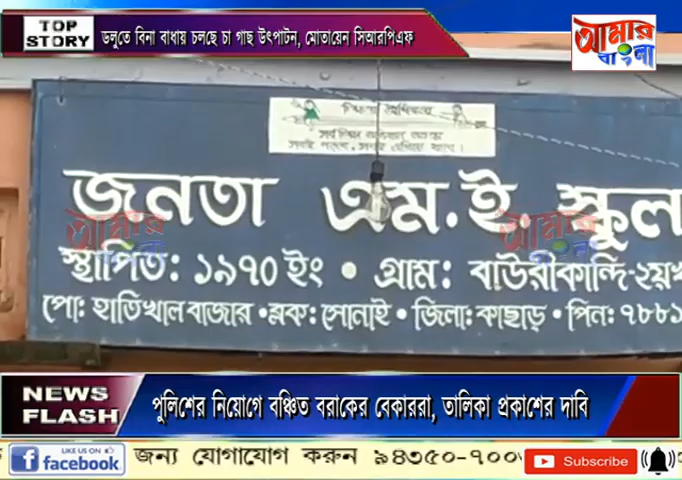 TOP STORY
ডলুতে বিনা বাধায় চলছে চা গাছ উৎপাটন, মোতায়েন সিআরপিএফ
আমার বাংলা
জনতা এম.ই. স্কুল
স্থাপিত: ১৯৭০ ইং • গ্রাম: বাউরীকান্দি-২য়খ
পো: হাতিখাল বাজার • ব্লক: সোনাই • জিলা: কাছাড় • পিন: ৭৮৮১
NEWS FLASH
পুলিশের নিয়োগে বঞ্চিত বরাকের বেকাররা, তালিকা প্রকাশের দাবি
LIKE US ON facebook জন্য যোগাযোগ করুন ৯৪৩৫০-৭০০ Subscribe